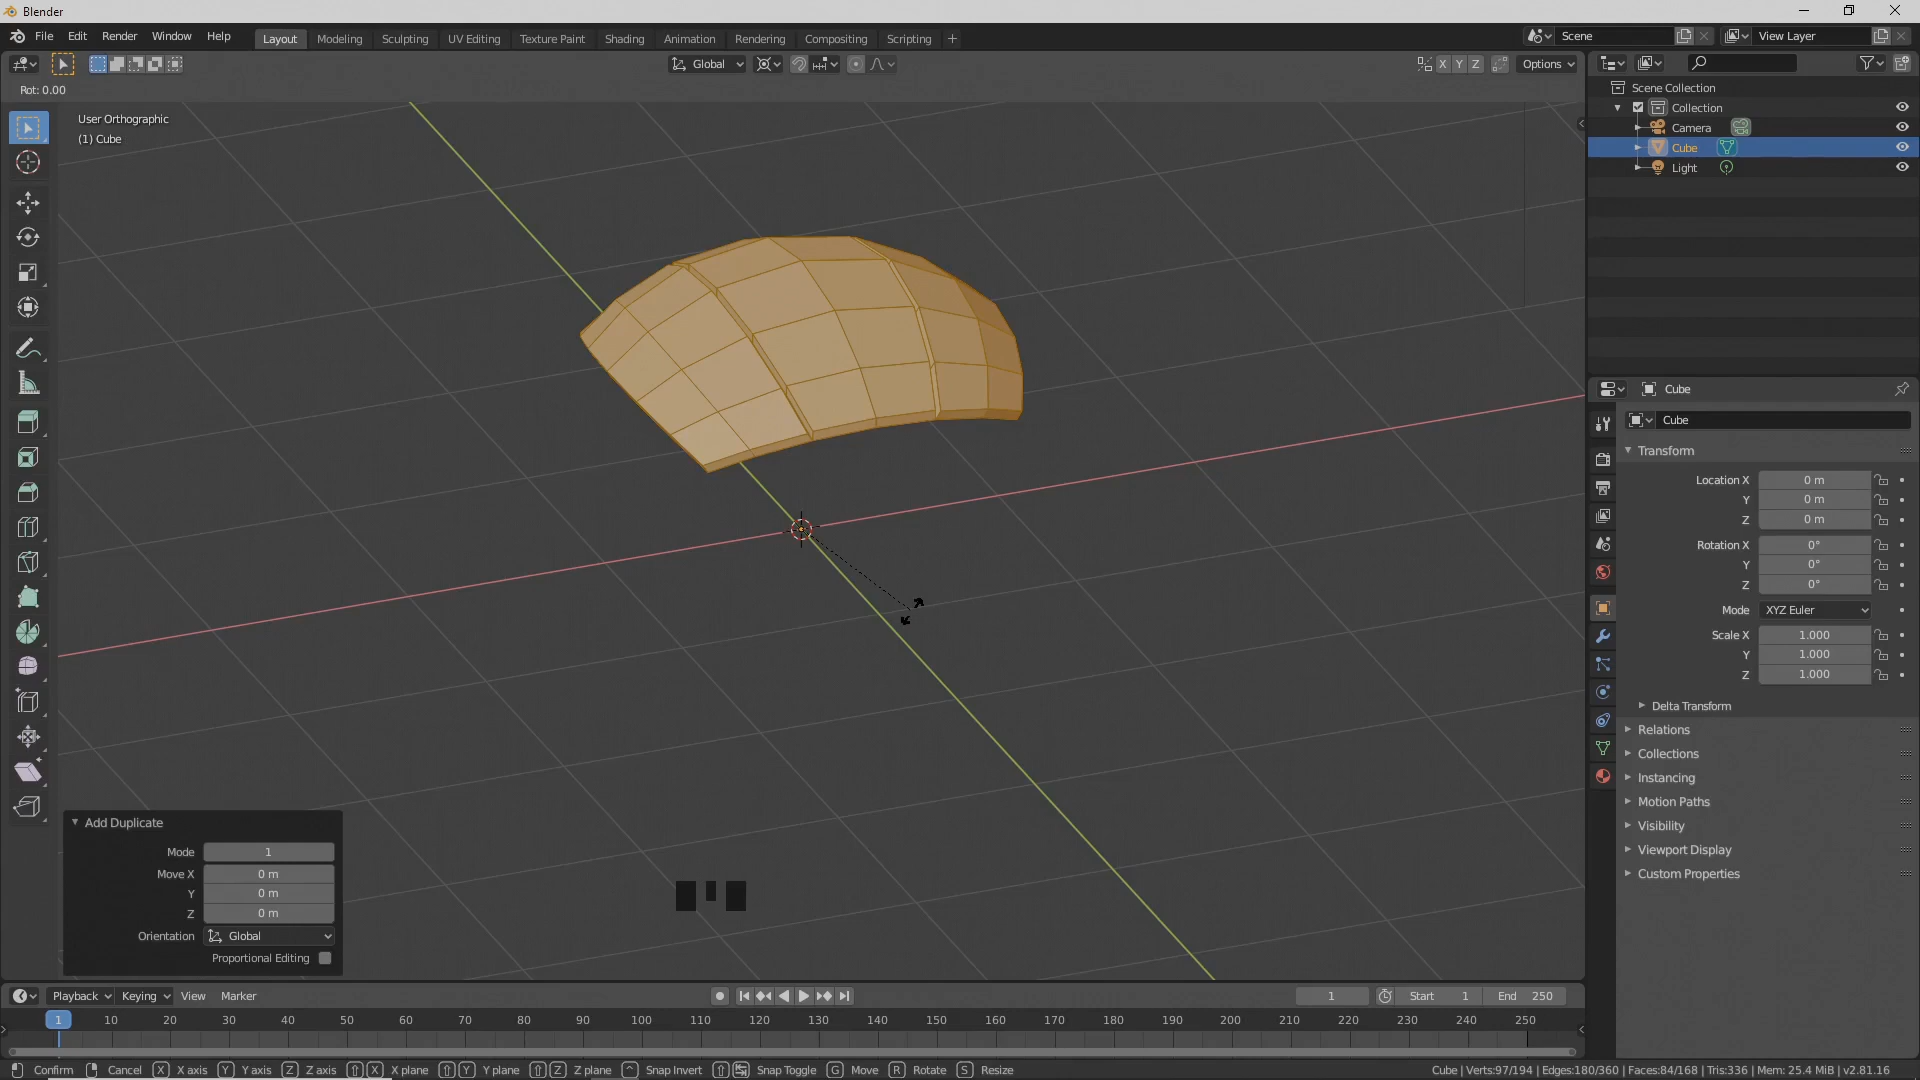 Blender
File Edit Render Window Help
Layout Modeling Sculpting UV Editing Texture Paint Shading Animation Rendering Compositing Scripting
Scene
View Layer
Global
X Y Z
Options
Rot: 0.00
User Orthographic
(1) Cube
Scene Collection
Collection
Camera
Cube
Light
Cube
Cube
Transform
Location X 0 m
Y 0 m
Z 0 m
Rotation X 0°
Y 0°
Z 0°
Mode XYZ Euler
Scale X 1.000
Y 1.000
Z 1.000
Delta Transform
Relations
Collections
Instancing
Motion Paths
Visibility
Viewport Display
Custom Properties
Add Duplicate
Mode 1
Move X 0 m
Y 0 m
Z 0 m
Orientation Global
Proportional Editing
Playback Keying View Marker
1 Start 1 End 250
1 10 20 30 40 50 60 70 80 90 100 110 120 130 140 150 160 170 180 190 200 210 220 230 240 250
Confirm Cancel X X axis Y Y axis Z Z axis X X plane Y Y plane Z Z plane Snap Invert Snap Toggle G Move R Rotate S Resize
Cube | Verts:97/194 | Edges:180/360 | Faces:84/168 | Tris:336 | Mem: 25.4 MiB | v2.81.16